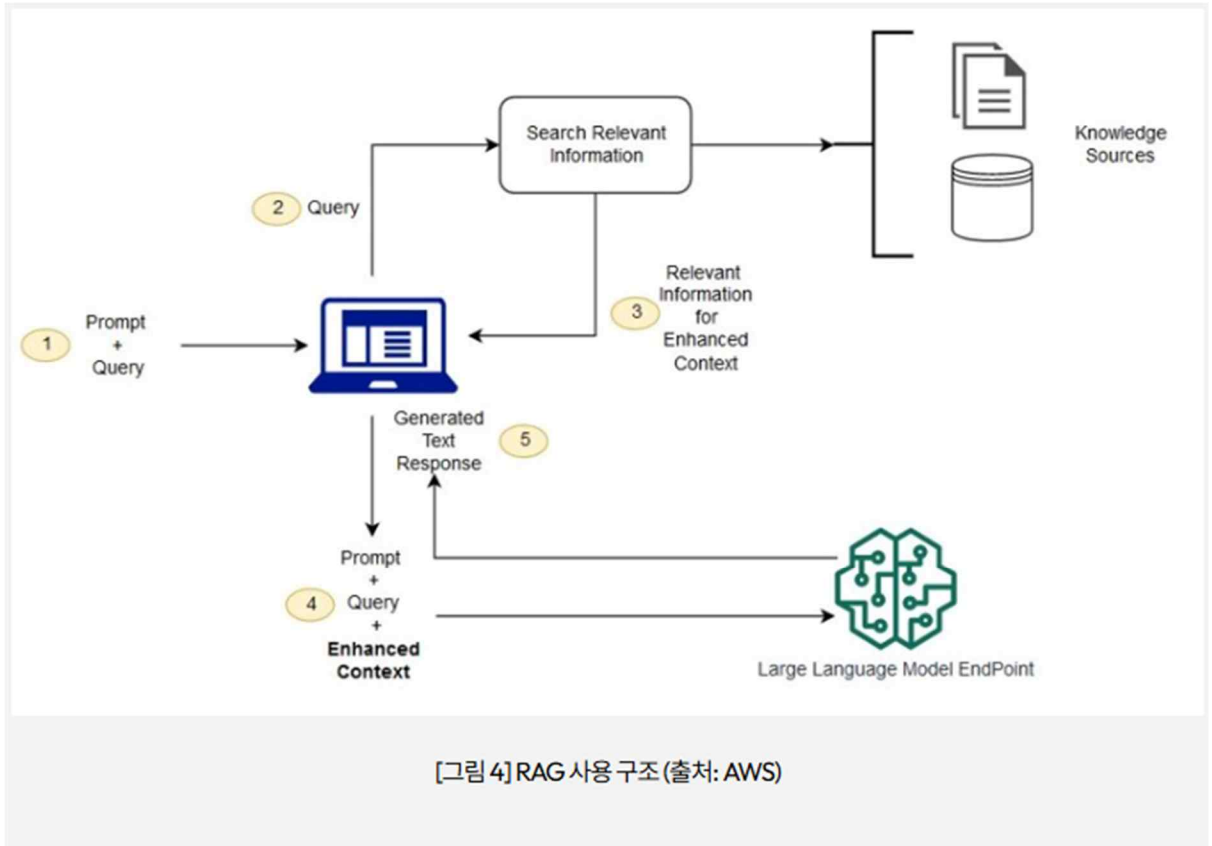 Search Relevant
Information
Knowledge
Sources
2
Query
1
Prompt
+
Query
3
Relevant
Information
for
Enhanced
Context
Generated
Text
Response
5
4
Prompt
+
Query
+
Enhanced
Context
Large Language Model EndPoint
[그림 4] RAG 사용 구조 (출처: AWS)